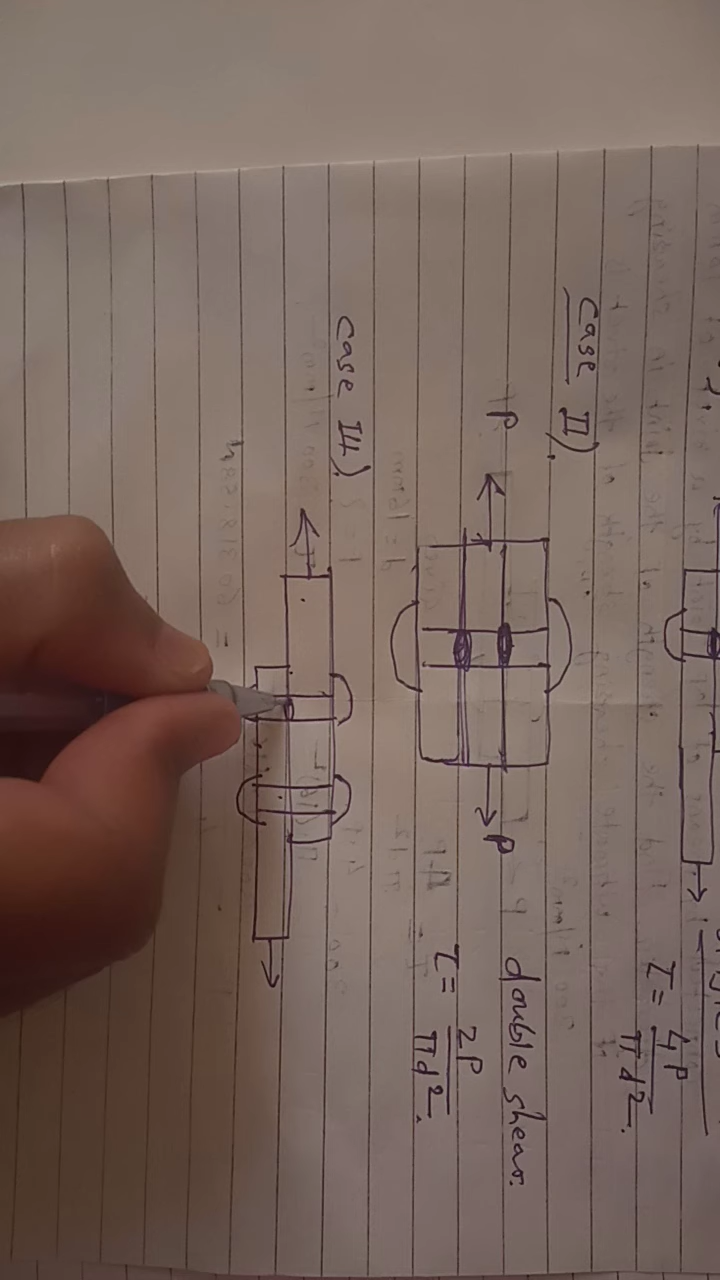 τ = 4P / πd².
Case II).
P
P
double shear.
τ = 2P / πd².
Case III)